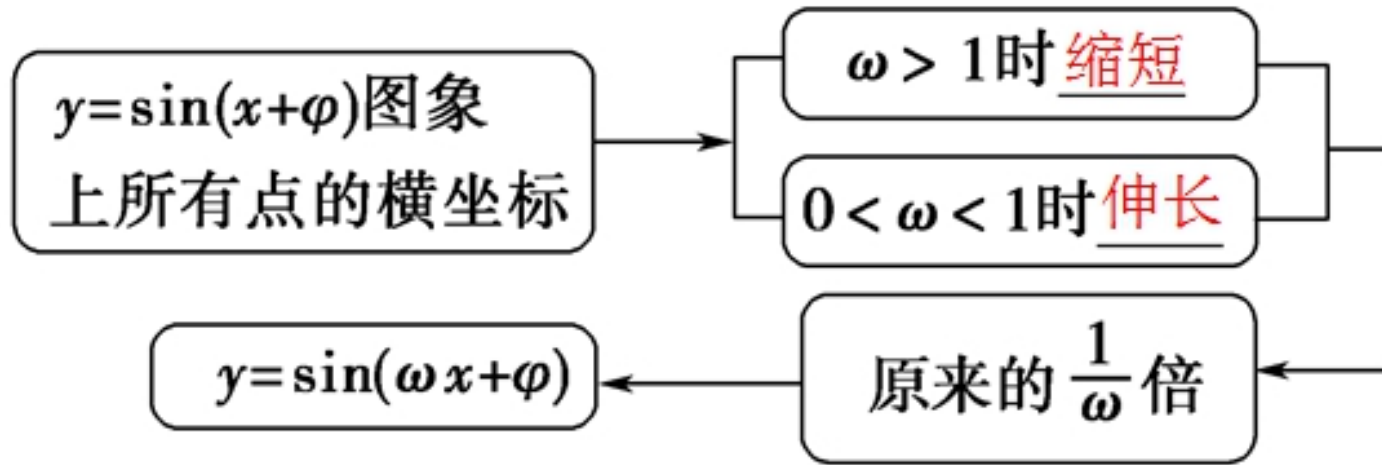 y=sin(x+φ)图象
上所有点的横坐标
ω > 1时缩短
0 < ω < 1时伸长
原来的 1/ω 倍
y=sin(ωx+φ)